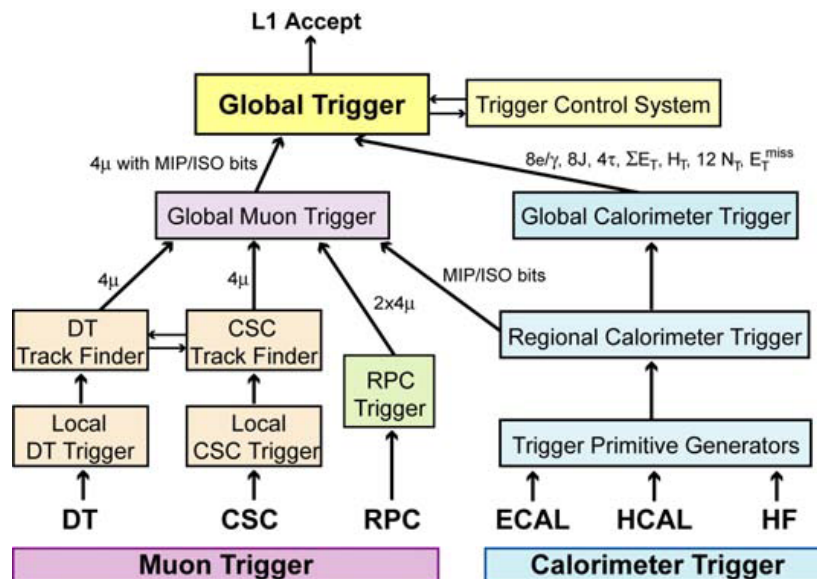 L1 Accept
Global Trigger
Trigger Control System
4μ with MIP/ISO bits
8e/γ, 8J, 4τ, ΣE_T, H_T, 12 N_T, E_T^miss
Global Muon Trigger
Global Calorimeter Trigger
4μ
4μ
2x4μ
MIP/ISO bits
DT
Track Finder
CSC
Track Finder
Regional Calorimeter Trigger
RPC
Trigger
Local
DT Trigger
Local
CSC Trigger
Trigger Primitive Generators
DT
CSC
RPC
ECAL
HCAL
HF
Muon Trigger
Calorimeter Trigger